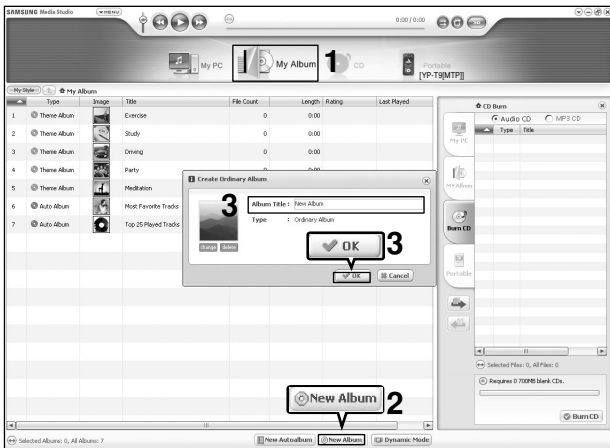 SAMSUNG Media Studio
MENU
0:00 / 0:00
My PC
My Album
1
CD
Portable
[YP-T9[MTP]]
My Style
My Album
Type Image Title File Count Length Rating Last Played
1 Theme Album Exercise 0 0:00
2 Theme Album Study 0 0:00
3 Theme Album Driving 0 0:00
4 Theme Album Party 0 0:00
5 Theme Album Meditation
6 Auto Album Most Favorite Tracks
7 Auto Album Top 25 Played Tracks
Create Ordinary Album
3
Album Title : New Album
Type : Ordinary Album
change delete
OK
3
OK Cancel
New Album
2
New Autoalbum New Album Dynamic Mode
Selected Albums: 0, All Albums: 7
CD Burn
Audio CD MP3 CD
Type Title
My PC
MY Album
Burn CD
Portable
Selected Files: 0, All Files: 0
Requires 0 700MB blank CDs.
Burn CD